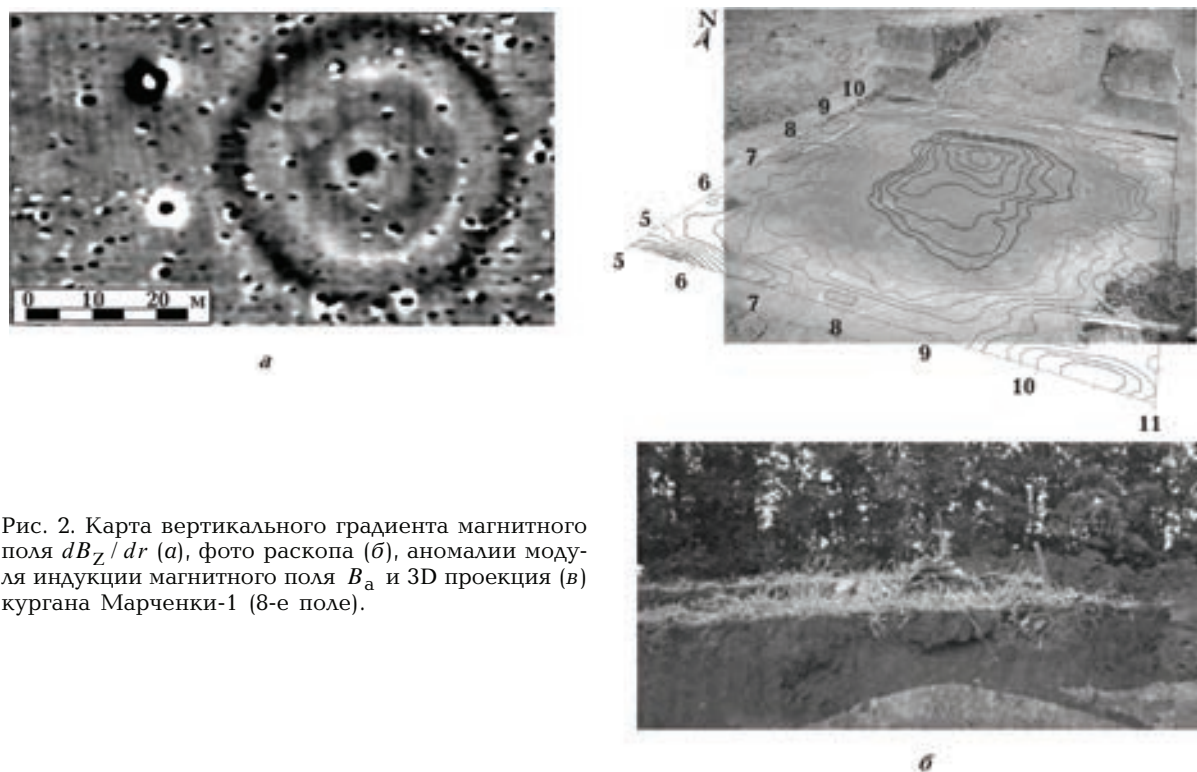 N
10
9
8
7
6
5
5
6
7
8
9
10
11
0 10 20 м
а
Рис. 2. Карта вертикального градиента магнитного
поля dB_Z / dr (а), фото раскопа (б), аномалии моду-
ля индукции магнитного поля B_a и 3D проекция (в)
кургана Марченки-1 (8-е поле).
б